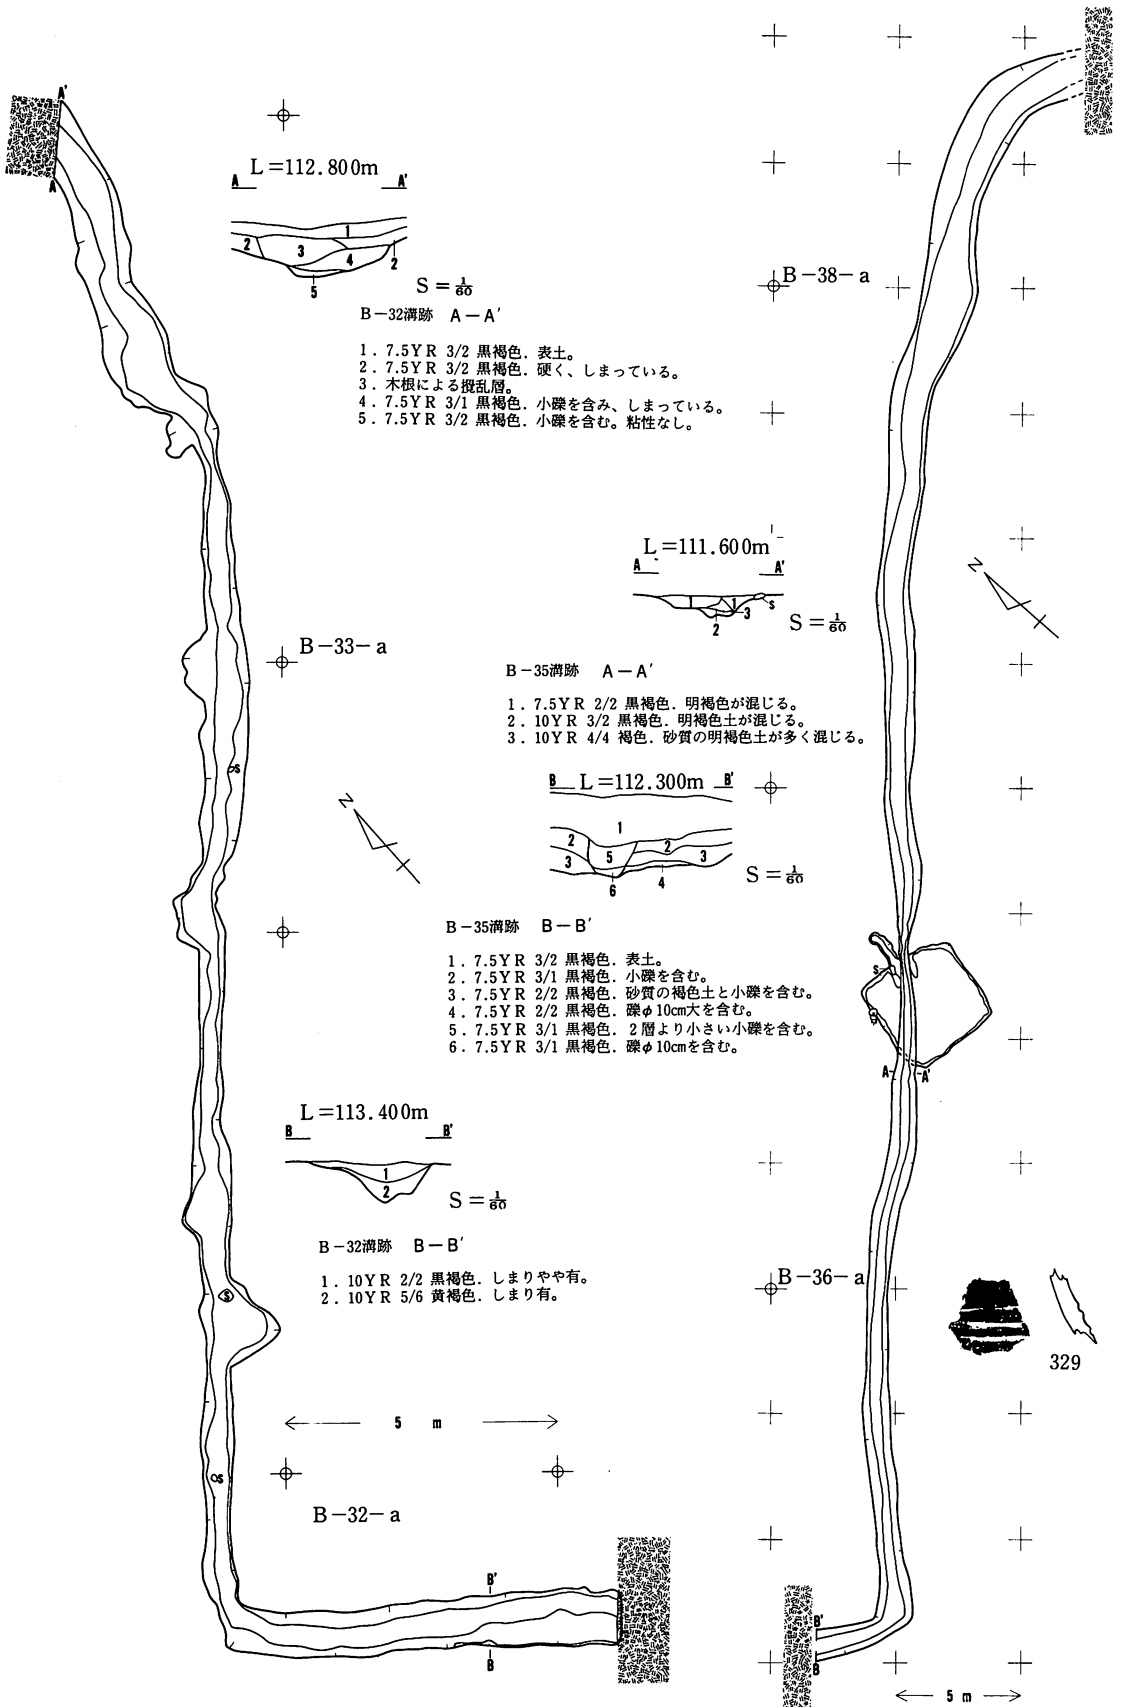 A'
A
L=112.800m
A A'
1
2 3 4 2
5
S=1/60
B-32溝跡 A-A'
1. 7.5YR 3/2 黒褐色. 表土。
2. 7.5YR 3/2 黒褐色. 硬く、しまっている。
3. 木根による攪乱層。
4. 7.5YR 3/1 黒褐色. 小礫を含み、しまっている。
5. 7.5YR 3/2 黒褐色. 小礫を含む。粘性なし。
B-33-a
S
N
L=113.400m
B B'
1
2
S=1/60
B-32溝跡 B-B'
1. 10YR 2/2 黒褐色. しまりやや有。
2. 10YR 5/6 黄褐色. しまり有。
S
5 m
S
B-32-a
B'
B
B-38-a
L=111.600m
A A'
1 1 S
2 3
S=1/60
N
B-35溝跡 A-A'
1. 7.5YR 2/2 黒褐色. 明褐色が混じる。
2. 10YR 3/2 黒褐色. 明褐色土が混じる。
3. 10YR 4/4 褐色. 砂質の明褐色土が多く混じる。
B L=112.300m B'
1
2 5 2
3 3
6 4
S=1/60
B-35溝跡 B-B'
1. 7.5YR 3/2 黒褐色. 表土。
2. 7.5YR 3/1 黒褐色. 小礫を含む。
3. 7.5YR 2/2 黒褐色. 砂質の褐色土と小礫を含む。
4. 7.5YR 2/2 黒褐色. 礫φ10cm大を含む。
5. 7.5YR 3/1 黒褐色. 2層より小さい小礫を含む。
6. 7.5YR 3/1 黒褐色. 礫φ10cmを含む。
S
A A'
B-36-a
329
B'
B
5 m